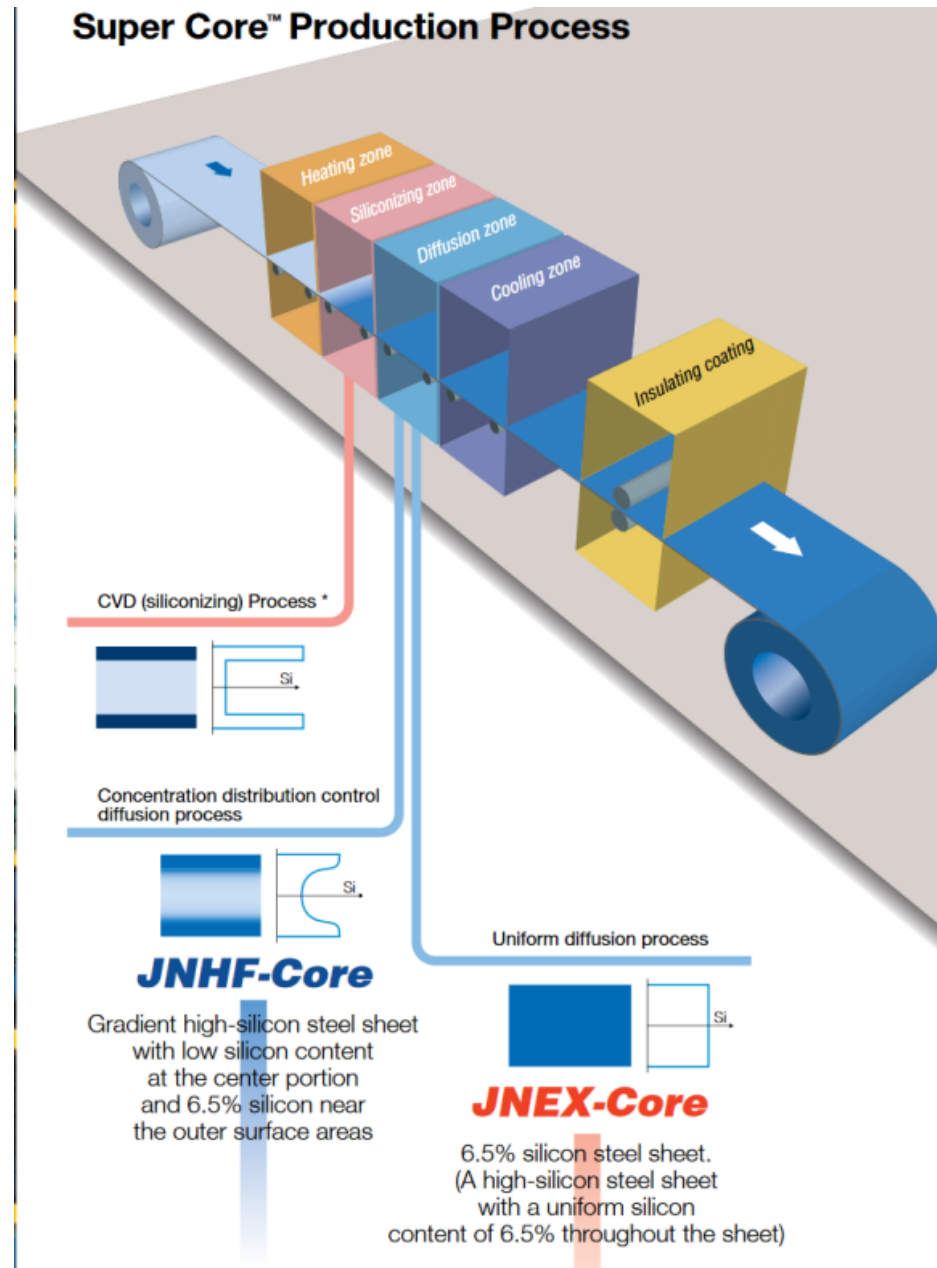 Super Core™ Production Process
Heating zone
Siliconizing zone
Diffusion zone
Cooling zone
Insulating coating
CVD (siliconizing) Process *
Si
Concentration distribution control
diffusion process
Si
JNHF-Core
Gradient high-silicon steel sheet
with low silicon content
at the center portion
and 6.5% silicon near
the outer surface areas
Uniform diffusion process
Si
JNEX-Core
6.5% silicon steel sheet.
(A high-silicon steel sheet
with a uniform silicon
content of 6.5% throughout the sheet)